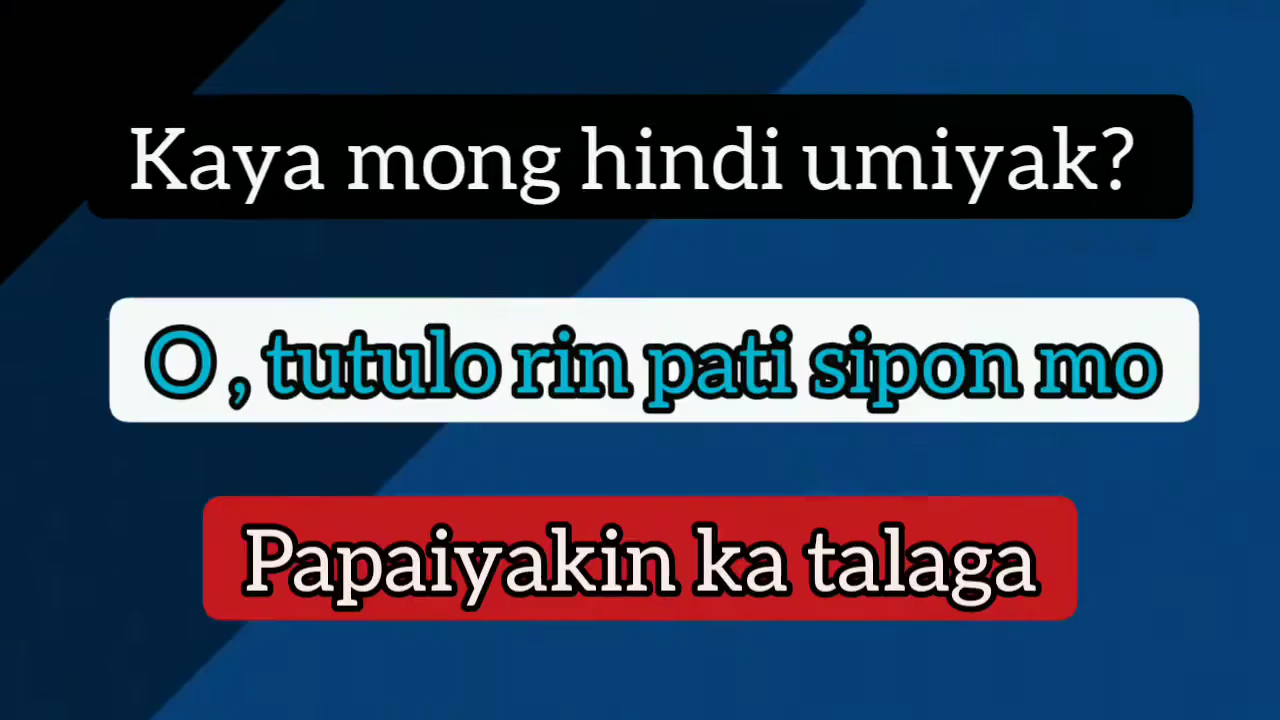 Kaya mong hindi umiyak?
O , tutulo rin pati sipon mo
Papaiyakin ka talaga